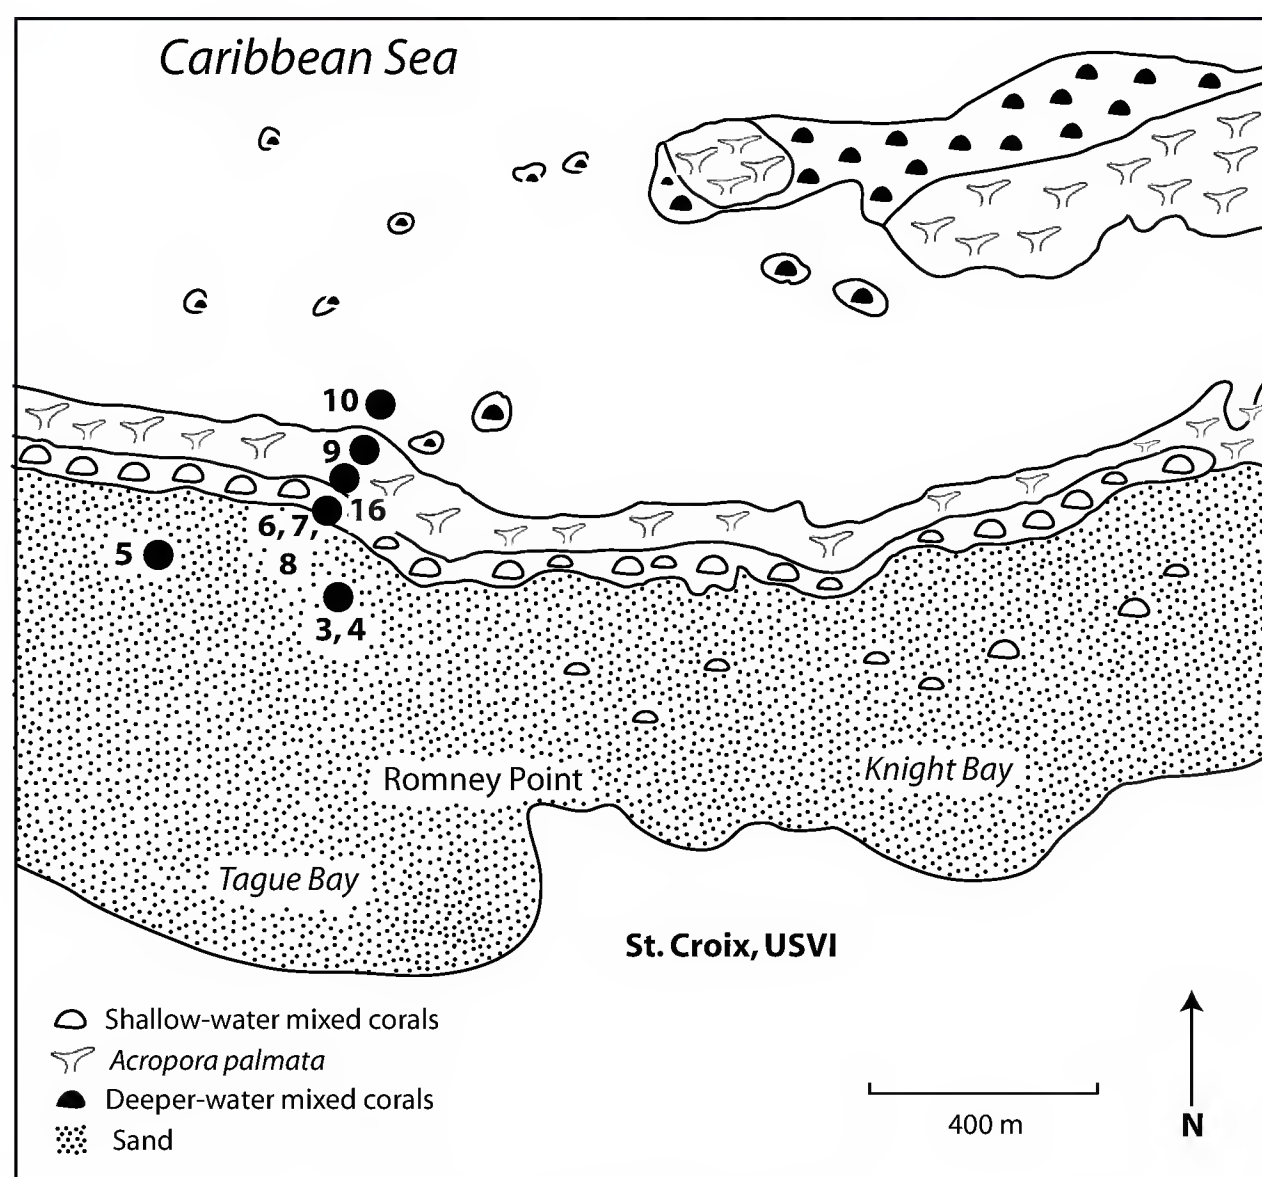 Caribbean Sea
10
9
16
6, 7,
8
5
3, 4
Romney Point
Knight Bay
Tague Bay
St. Croix, USVI
Shallow-water mixed corals
Acropora palmata
Deeper-water mixed corals
Sand
400 m
N